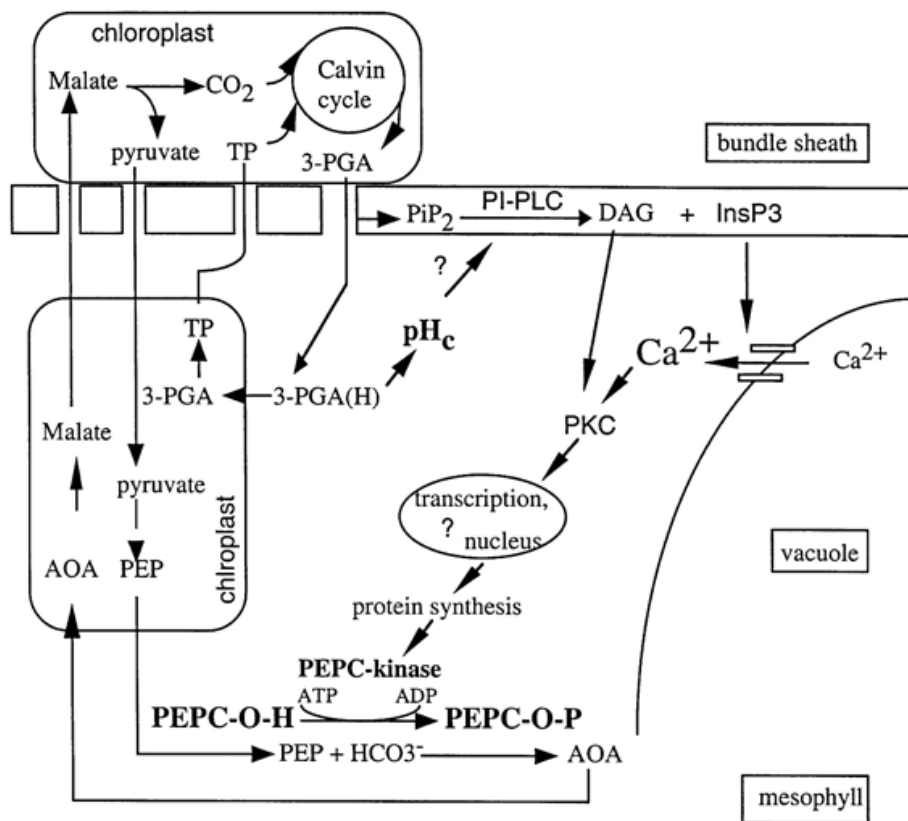 chloroplast
Malate
CO2
Calvin
cycle
pyruvate
TP
3-PGA
bundle sheath
PiP2
PI-PLC
DAG + InsP3
?
TP
pHc
Ca2+
Ca2+
3-PGA
3-PGA(H)
PKC
Malate
pyruvate
transcription,
?
nucleus
vacuole
AOA
PEP
chloroplast
protein synthesis
PEPC-kinase
ATP
ADP
PEPC-O-H
PEPC-O-P
PEP + HCO3-
AOA
mesophyll